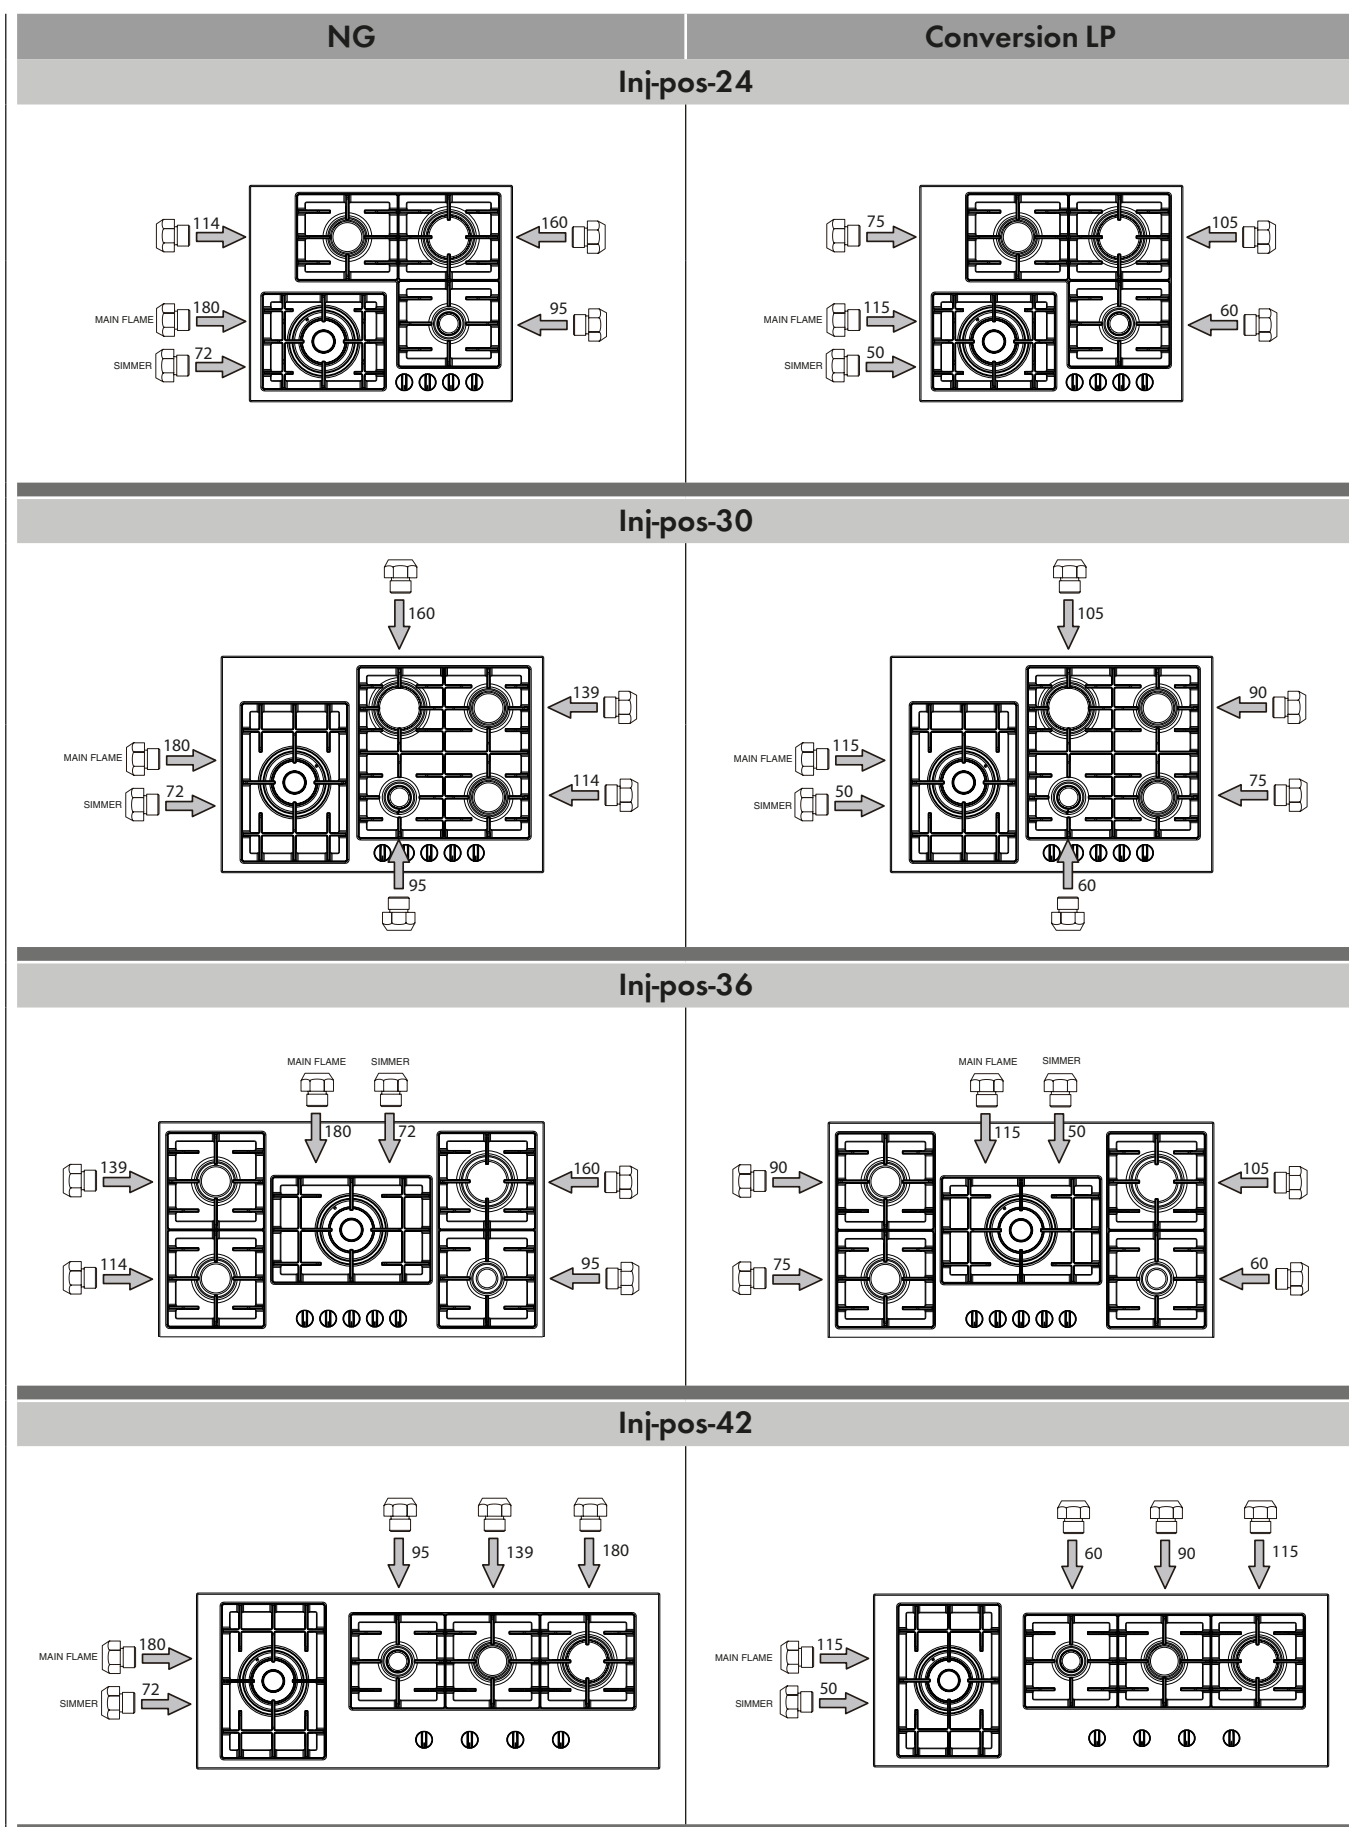 NG Conversion LP
Inj-pos-24
114 160 75 105
MAIN FLAME 180 95 MAIN FLAME 115 60
SIMMER 72 SIMMER 50
Inj-pos-30
160 105
139 90
MAIN FLAME 180 MAIN FLAME 115
SIMMER 72 114 SIMMER 50 75
95 60
Inj-pos-36
MAIN FLAME SIMMER MAIN FLAME SIMMER
180 72 115 50
139 160 90 105
114 95 75 60
Inj-pos-42
95 139 180 60 90 115
MAIN FLAME 180 MAIN FLAME 115
SIMMER 72 SIMMER 50